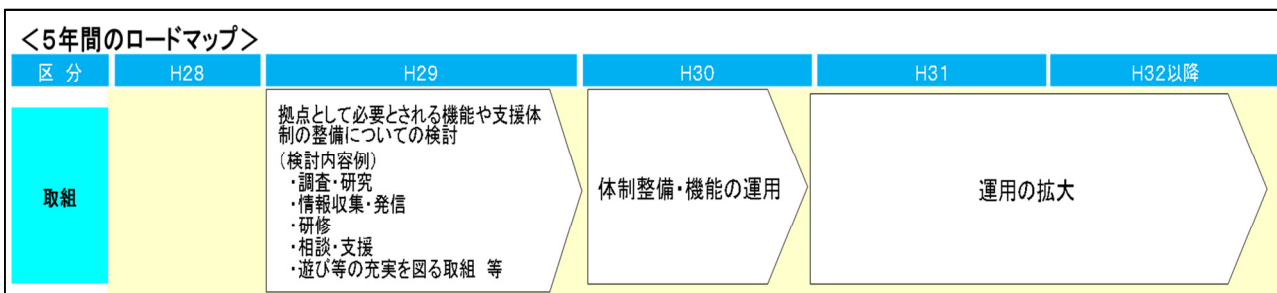 ＜5年間のロードマップ＞
区 分 H28 H29 H30 H31 H32以降
取組
拠点として必要とされる機能や支援体
制の整備についての検討
(検討内容例)
・調査・研究
・情報収集・発信
・研修
・相談・支援
・遊び等の充実を図る取組 等
体制整備・機能の運用
運用の拡大